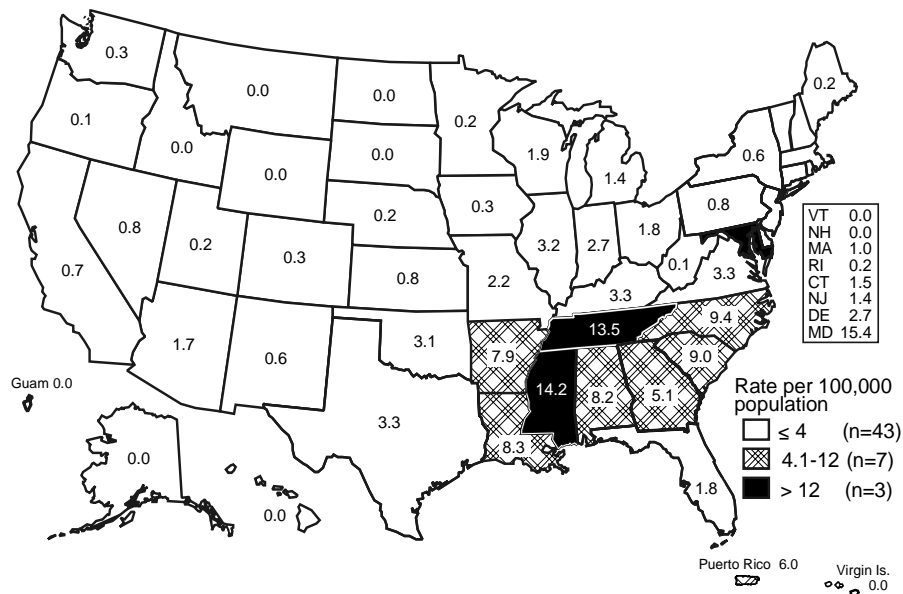 0.3
0.0
0.0
0.2
0.2
0.1
0.0
0.0
0.0
1.9
1.4
0.6
0.3
0.2
0.8
0.8
0.2
0.3
0.7
0.8
2.2
3.2
2.7
1.8
0.1
3.3
3.3
VT 0.0
NH 0.0
MA 1.0
RI 0.2
CT 1.5
NJ 1.4
DE 2.7
MD 15.4
1.7
0.6
3.1
7.9
13.5
9.4
9.0
3.3
8.3
14.2
8.2
5.1
1.8
Guam 0.0
0.0
0.0
Rate per 100,000
population
≤ 4 (n=43)
4.1-12 (n=7)
> 12 (n=3)
Puerto Rico 6.0
Virgin Is.
0.0